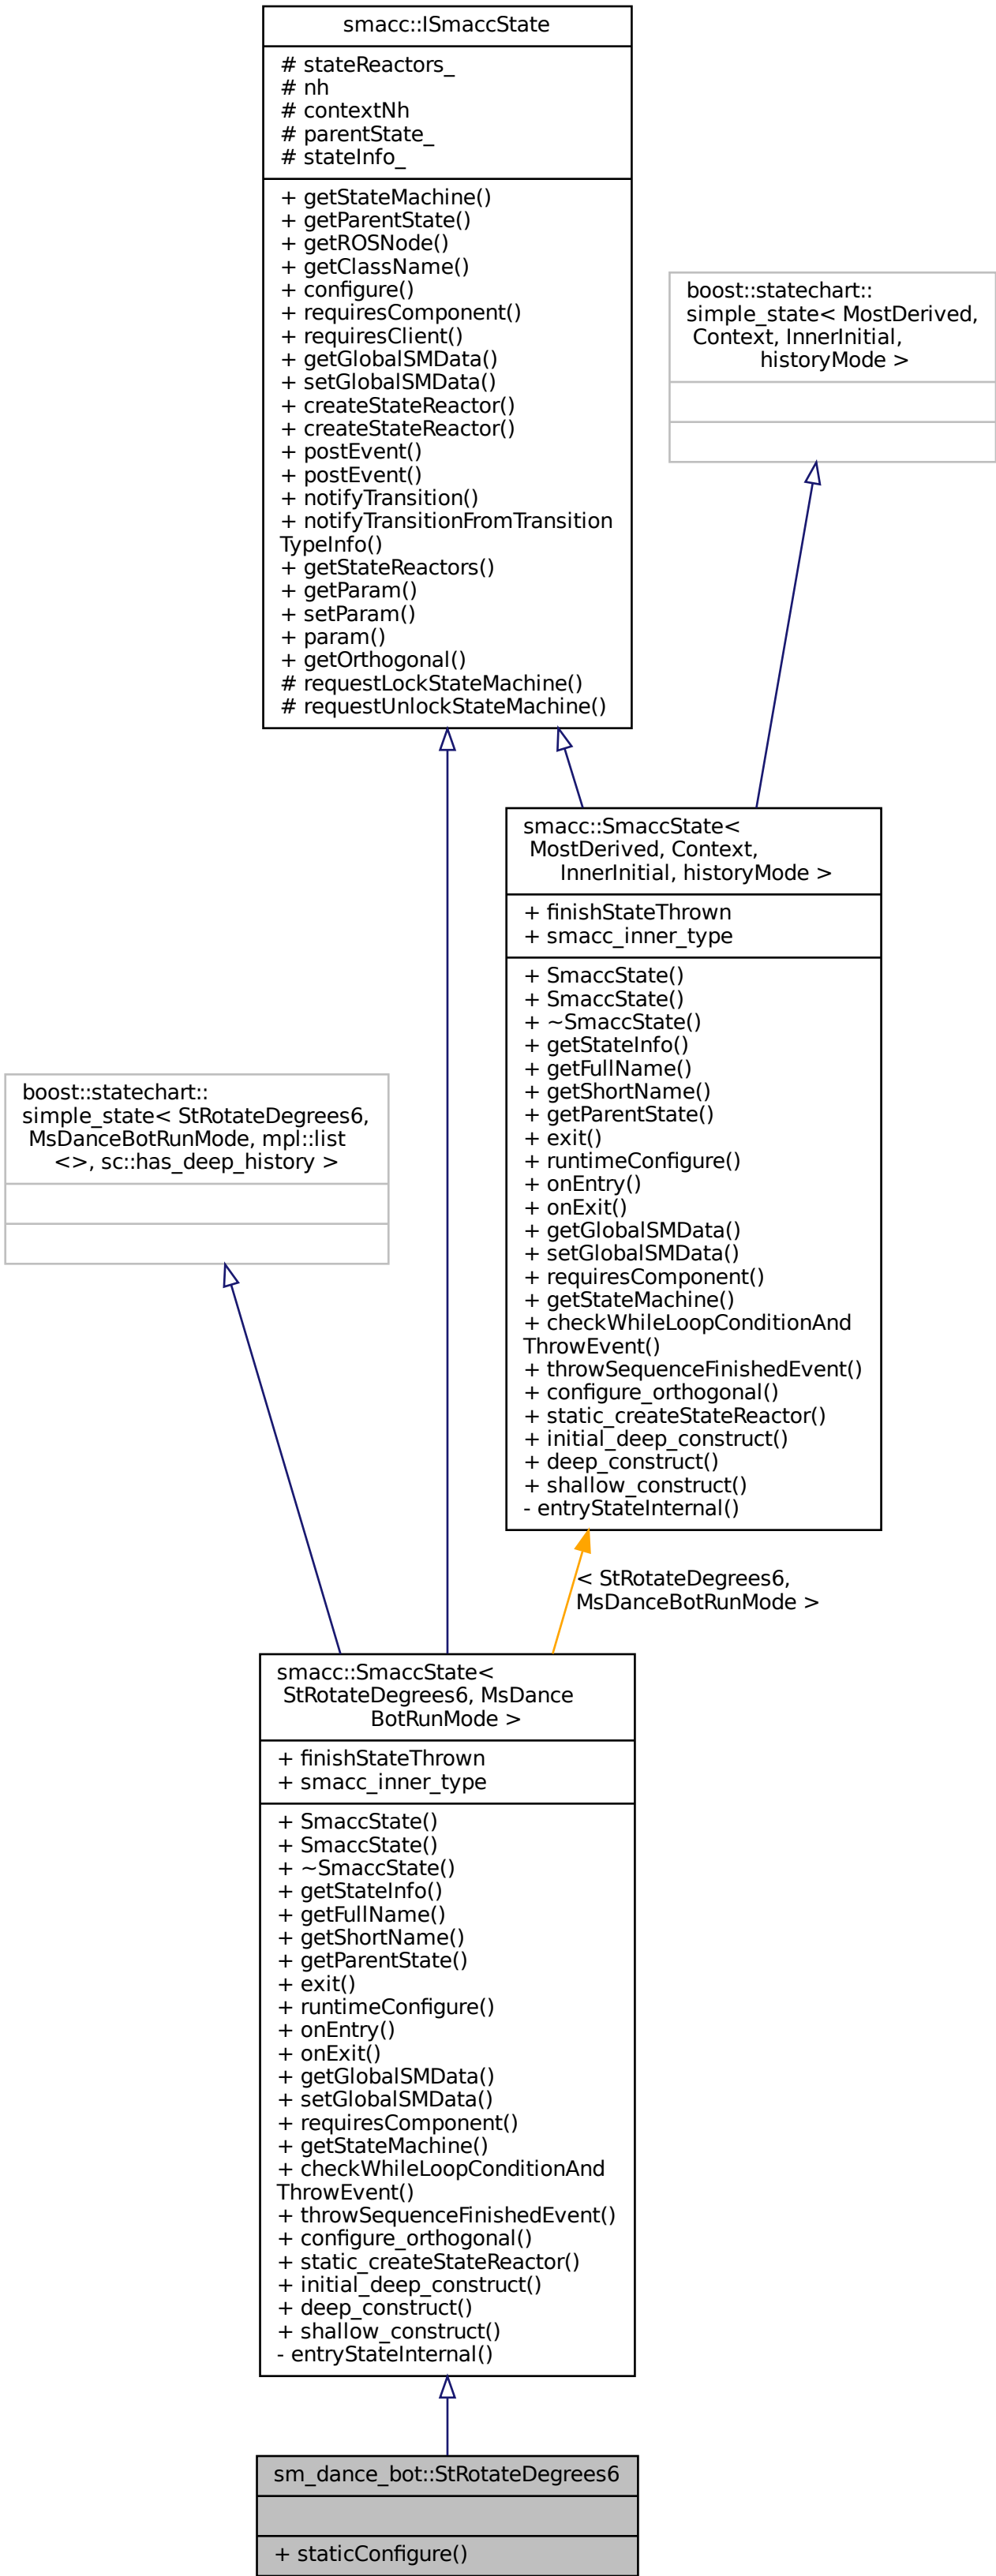 smacc::ISmaccState
# stateReactors_
# nh
# contextNh
# parentState_
# stateInfo_
+ getStateMachine()
+ getParentState()
+ getROSNode()
+ getClassName()
+ configure()
+ requiresComponent()
+ requiresClient()
+ getGlobalSMData()
+ setGlobalSMData()
+ createStateReactor()
+ createStateReactor()
+ postEvent()
+ postEvent()
+ notifyTransition()
+ notifyTransitionFromTransition
TypeInfo()
+ getStateReactors()
+ getParam()
+ setParam()
+ param()
+ getOrthogonal()
# requestLockStateMachine()
# requestUnlockStateMachine()
boost::statechart::
simple_state< MostDerived,
Context, InnerInitial,
historyMode >
smacc::SmaccState<
MostDerived, Context,
InnerInitial, historyMode >
+ finishStateThrown
+ smacc_inner_type
+ SmaccState()
+ SmaccState()
+ ~SmaccState()
+ getStateInfo()
+ getFullName()
+ getShortName()
+ getParentState()
+ exit()
+ runtimeConfigure()
+ onEntry()
+ onExit()
+ getGlobalSMData()
+ setGlobalSMData()
+ requiresComponent()
+ getStateMachine()
+ checkWhileLoopConditionAnd
ThrowEvent()
+ throwSequenceFinishedEvent()
+ configure_orthogonal()
+ static_createStateReactor()
+ initial_deep_construct()
+ deep_construct()
+ shallow_construct()
- entryStateInternal()
boost::statechart::
simple_state< StRotateDegrees6,
MsDanceBotRunMode, mpl::list
<>, sc::has_deep_history >
< StRotateDegrees6,
MsDanceBotRunMode >
smacc::SmaccState<
StRotateDegrees6, MsDance
BotRunMode >
+ finishStateThrown
+ smacc_inner_type
+ SmaccState()
+ SmaccState()
+ ~SmaccState()
+ getStateInfo()
+ getFullName()
+ getShortName()
+ getParentState()
+ exit()
+ runtimeConfigure()
+ onEntry()
+ onExit()
+ getGlobalSMData()
+ setGlobalSMData()
+ requiresComponent()
+ getStateMachine()
+ checkWhileLoopConditionAnd
ThrowEvent()
+ throwSequenceFinishedEvent()
+ configure_orthogonal()
+ static_createStateReactor()
+ initial_deep_construct()
+ deep_construct()
+ shallow_construct()
- entryStateInternal()
sm_dance_bot::StRotateDegrees6
+ staticConfigure()